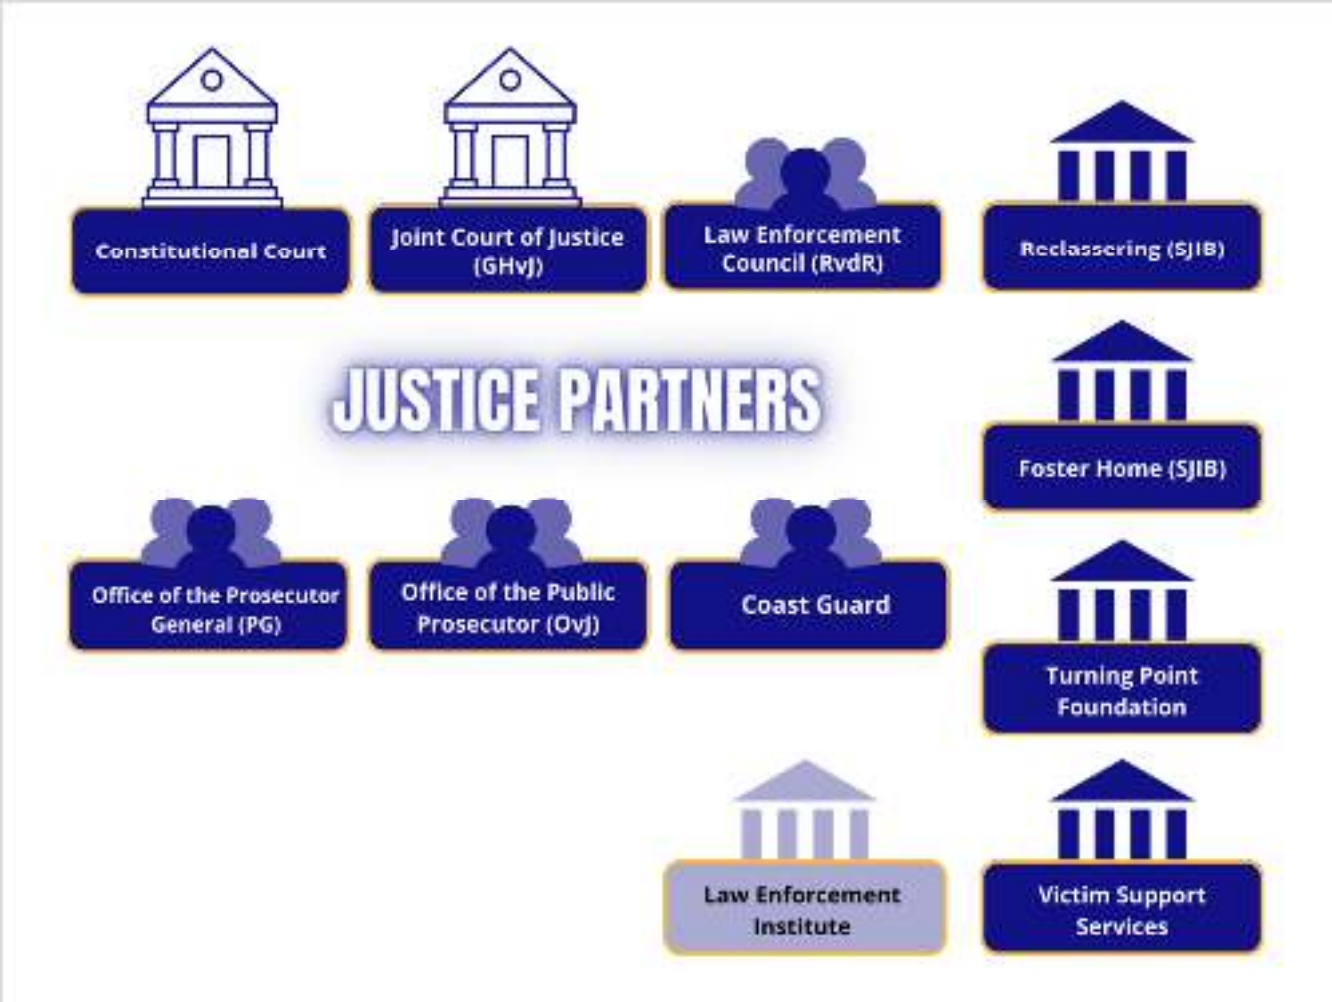 Constitutional Court
Joint Court of Justice
(GHvJ)
Law Enforcement
Council (RvdR)
Reclassering (SJIB)
JUSTICE PARTNERS
Foster Home (SJIB)
Office of the Prosecutor
General (PG)
Office of the Public
Prosecutor (OvJ)
Coast Guard
Turning Point
Foundation
Law Enforcement
Institute
Victim Support
Services